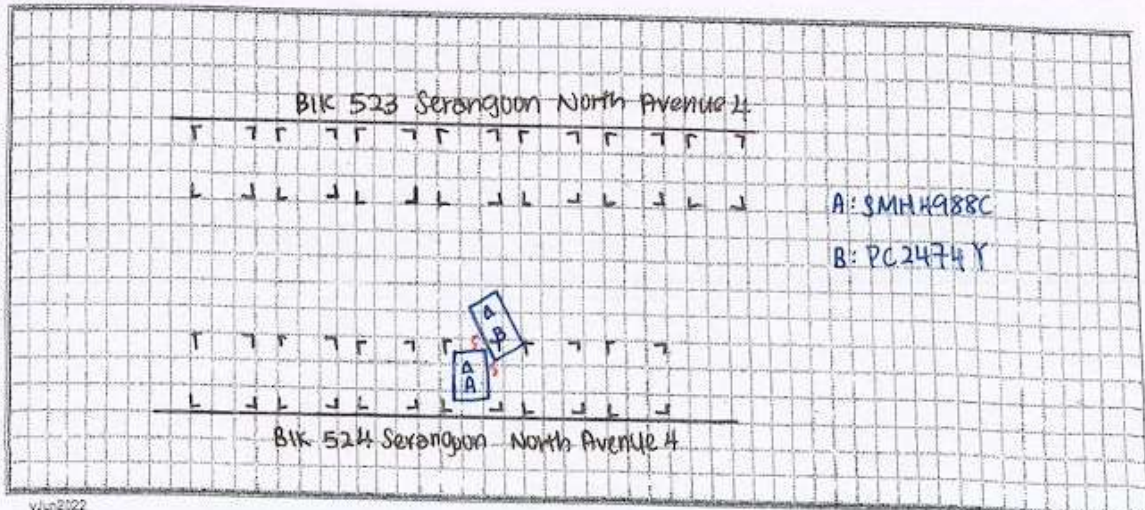 Blk 523 Serangoon North Avenue 4
A: SMH4988C
B: PC2474Y
B
A
Blk 524 Serangoon North Avenue 4
vJun2022